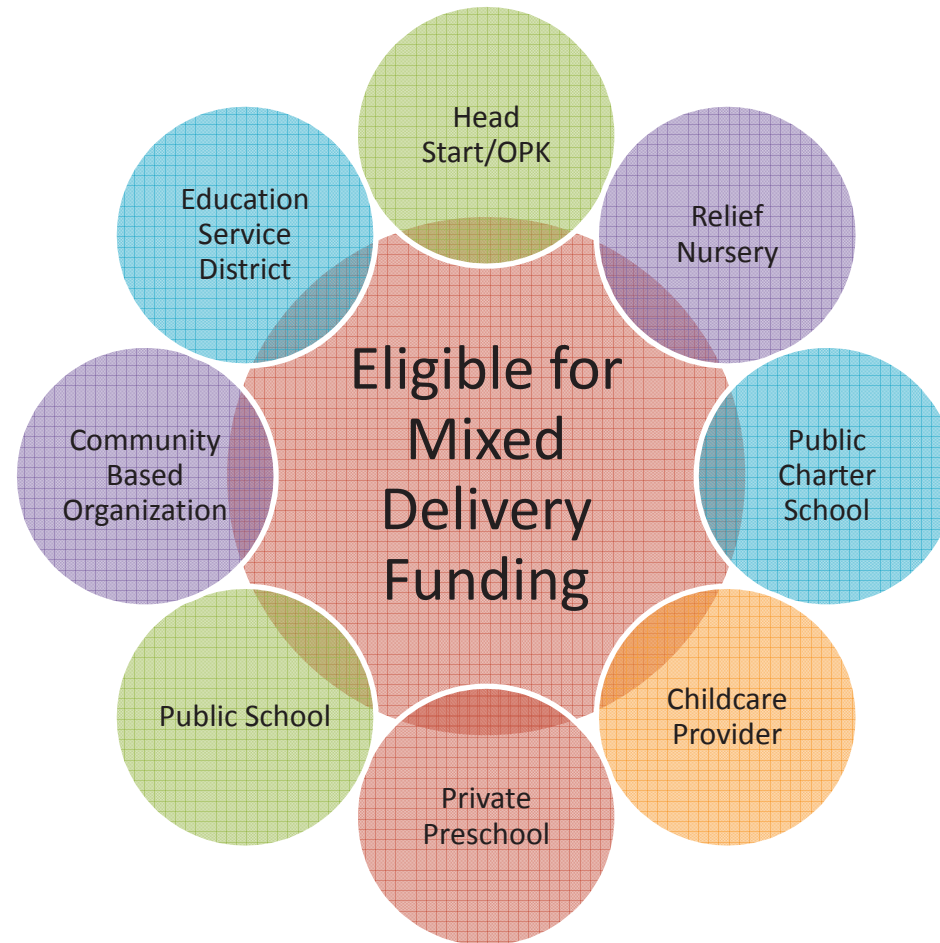 Head
Start/OPK
Relief
Nursery
Public
Charter
School
Childcare
Provider
Private
Preschool
Public School
Community
Based
Organization
Education
Service
District
Eligible for
Mixed
Delivery
Funding